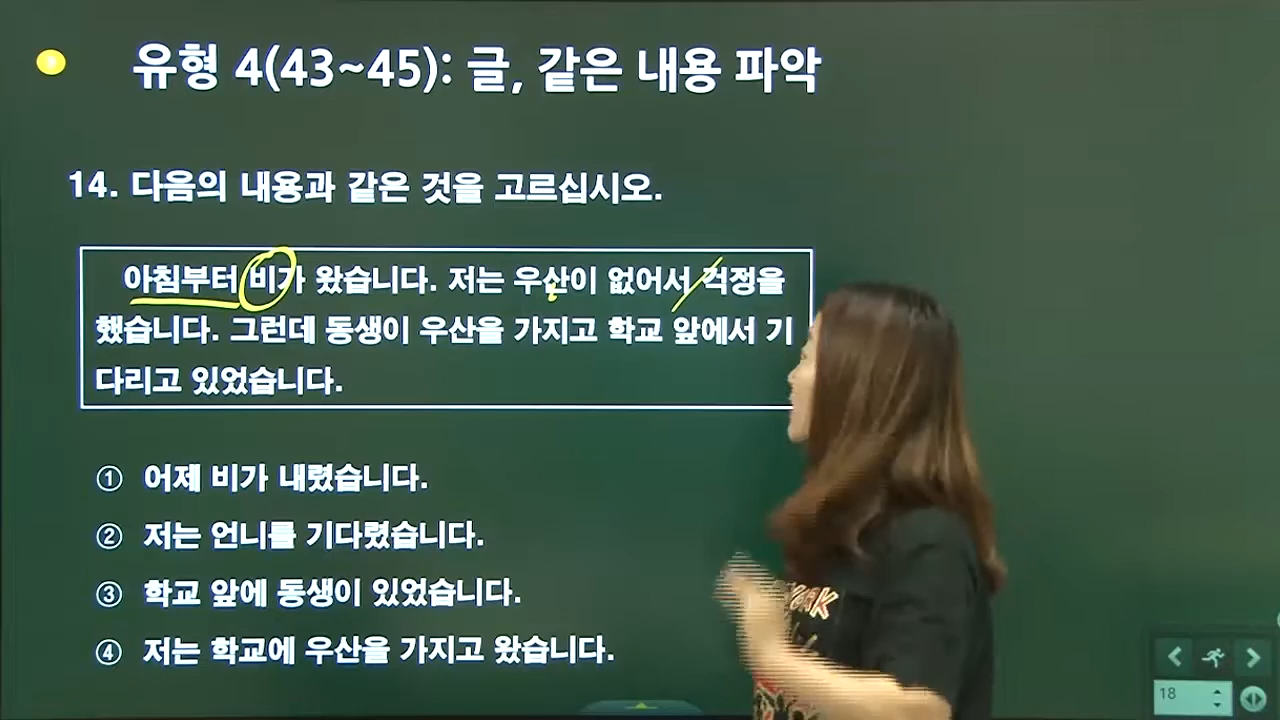 유형 4(43~45): 글, 같은 내용 파악
14. 다음의 내용과 같은 것을 고르십시오.
아침부터 비가 왔습니다. 저는 우산이 없어서 걱정을
했습니다. 그런데 동생이 우산을 가지고 학교 앞에서 기
다리고 있었습니다.
① 어제 비가 내렸습니다.
② 저는 언니를 기다렸습니다.
③ 학교 앞에 동생이 있었습니다.
④ 저는 학교에 우산을 가지고 왔습니다.
YORK
18